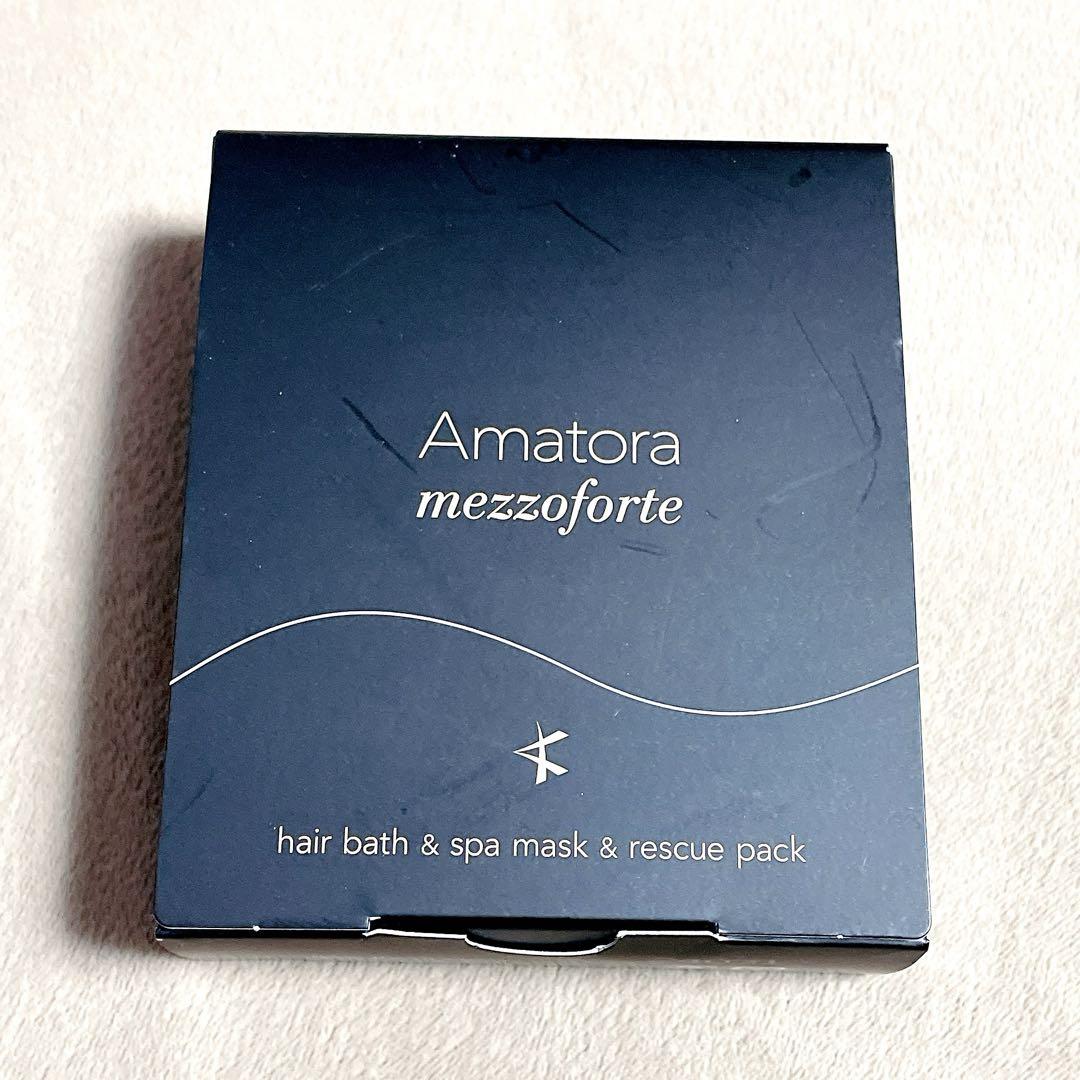 Amatora
mezzoforte
hair bath & spa mask & rescue pack